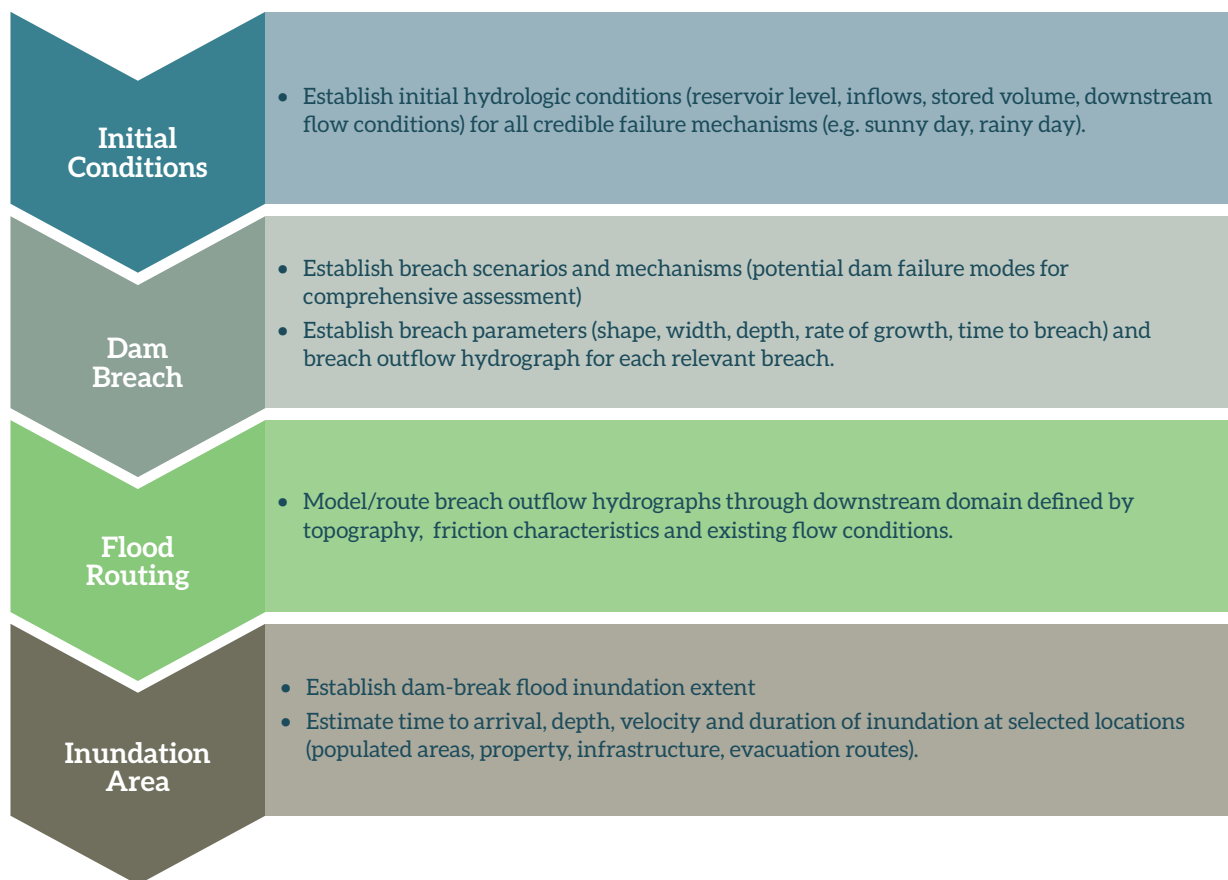 Initial
Conditions
• Establish initial hydrologic conditions (reservoir level, inflows, stored volume, downstream
flow conditions) for all credible failure mechanisms (e.g. sunny day, rainy day).
Dam
Breach
• Establish breach scenarios and mechanisms (potential dam failure modes for
comprehensive assessment)
• Establish breach parameters (shape, width, depth, rate of growth, time to breach) and
breach outflow hydrograph for each relevant breach.
Flood
Routing
• Model/route breach outflow hydrographs through downstream domain defined by
topography, friction characteristics and existing flow conditions.
Inundation
Area
• Establish dam-break flood inundation extent
• Estimate time to arrival, depth, velocity and duration of inundation at selected locations
(populated areas, property, infrastructure, evacuation routes).